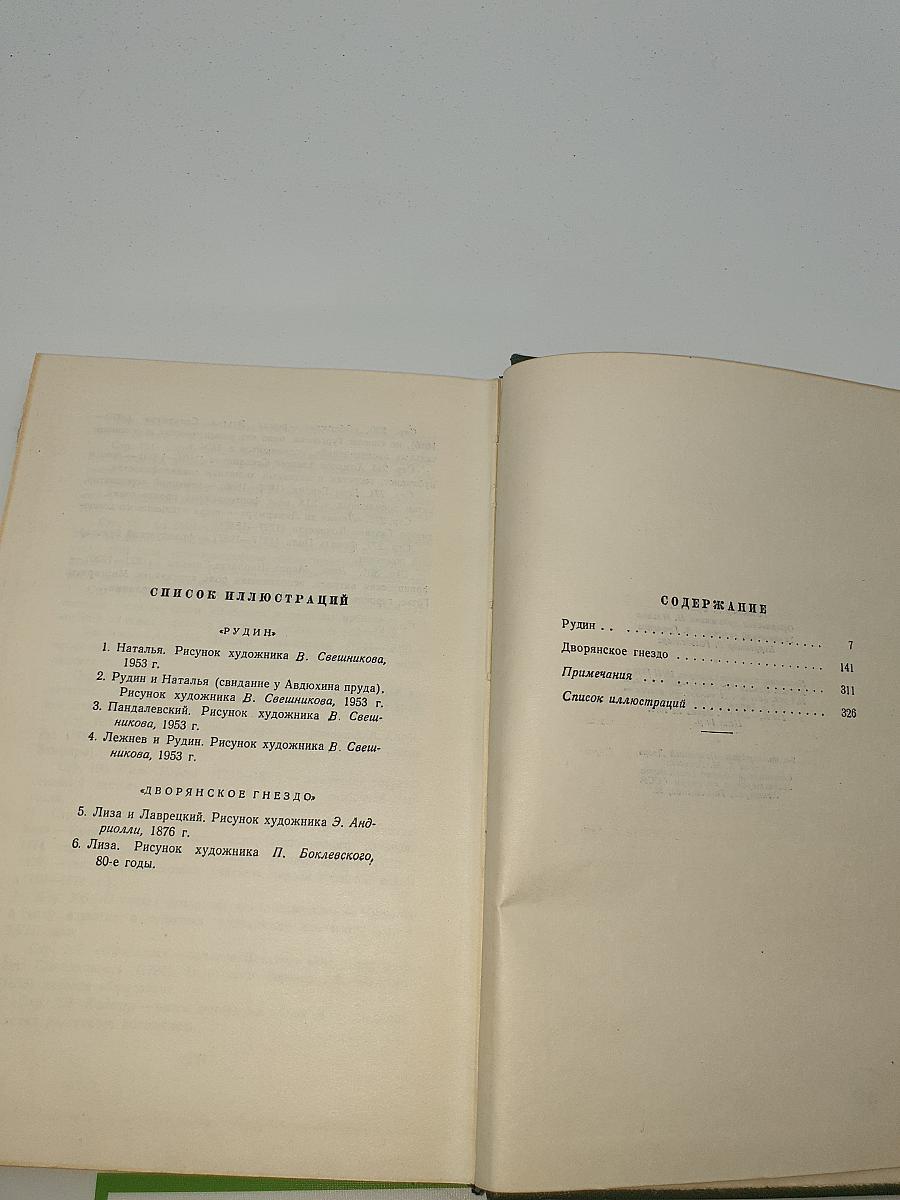 СПИСОК ИЛЛЮСТРАЦИЙ
«РУДИН»
1. Наталья. Рисунок художника В. Свешникова,
1953 г.
2. Рудин и Наталья (свидание у Авдюхина пруда).
Рисунок художника В. Свешникова, 1953 г.
3. Пандалевский. Рисунок художника В. Свеш-
никова, 1953 г.
4. Лежнев и Рудин. Рисунок художника В. Свеш-
никова, 1953 г.
«ДВОРЯНСКОЕ ГНЕЗДО»
5. Лиза и Лаврецкий. Рисунок художника Э. Анд-
риолли, 1876 г.
6. Лиза. Рисунок художника П. Боклевского,
80-е годы.
СОДЕРЖАНИЕ
Рудин . . . . . . . . . . . . . . . . . . . . . . 7
Дворянское гнездо . . . . . . . . . . . . . . . . 141
Примечания . . . . . . . . . . . . . . . . . . 311
Список иллюстраций . . . . . . . . . . . . . . . 326